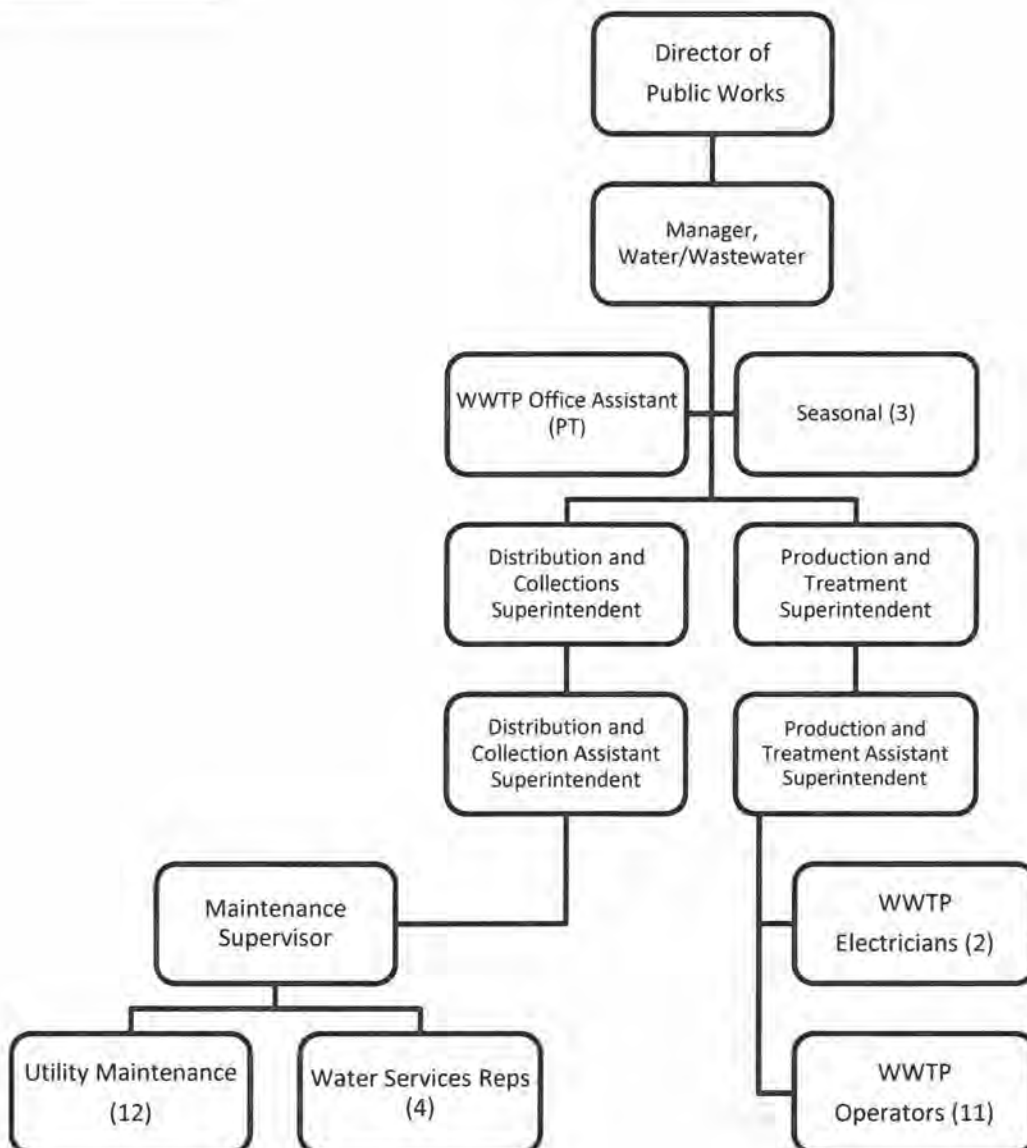 Director of
Public Works
Manager,
Water/Wastewater
WWTP Office Assistant
(PT)
Seasonal (3)
Distribution and
Collections
Superintendent
Production and
Treatment
Superintendent
Distribution and
Collection Assistant
Superintendent
Production and
Treatment Assistant
Superintendent
Maintenance
Supervisor
WWTP
Electricians (2)
Utility Maintenance
(12)
Water Services Reps
(4)
WWTP
Operators (11)